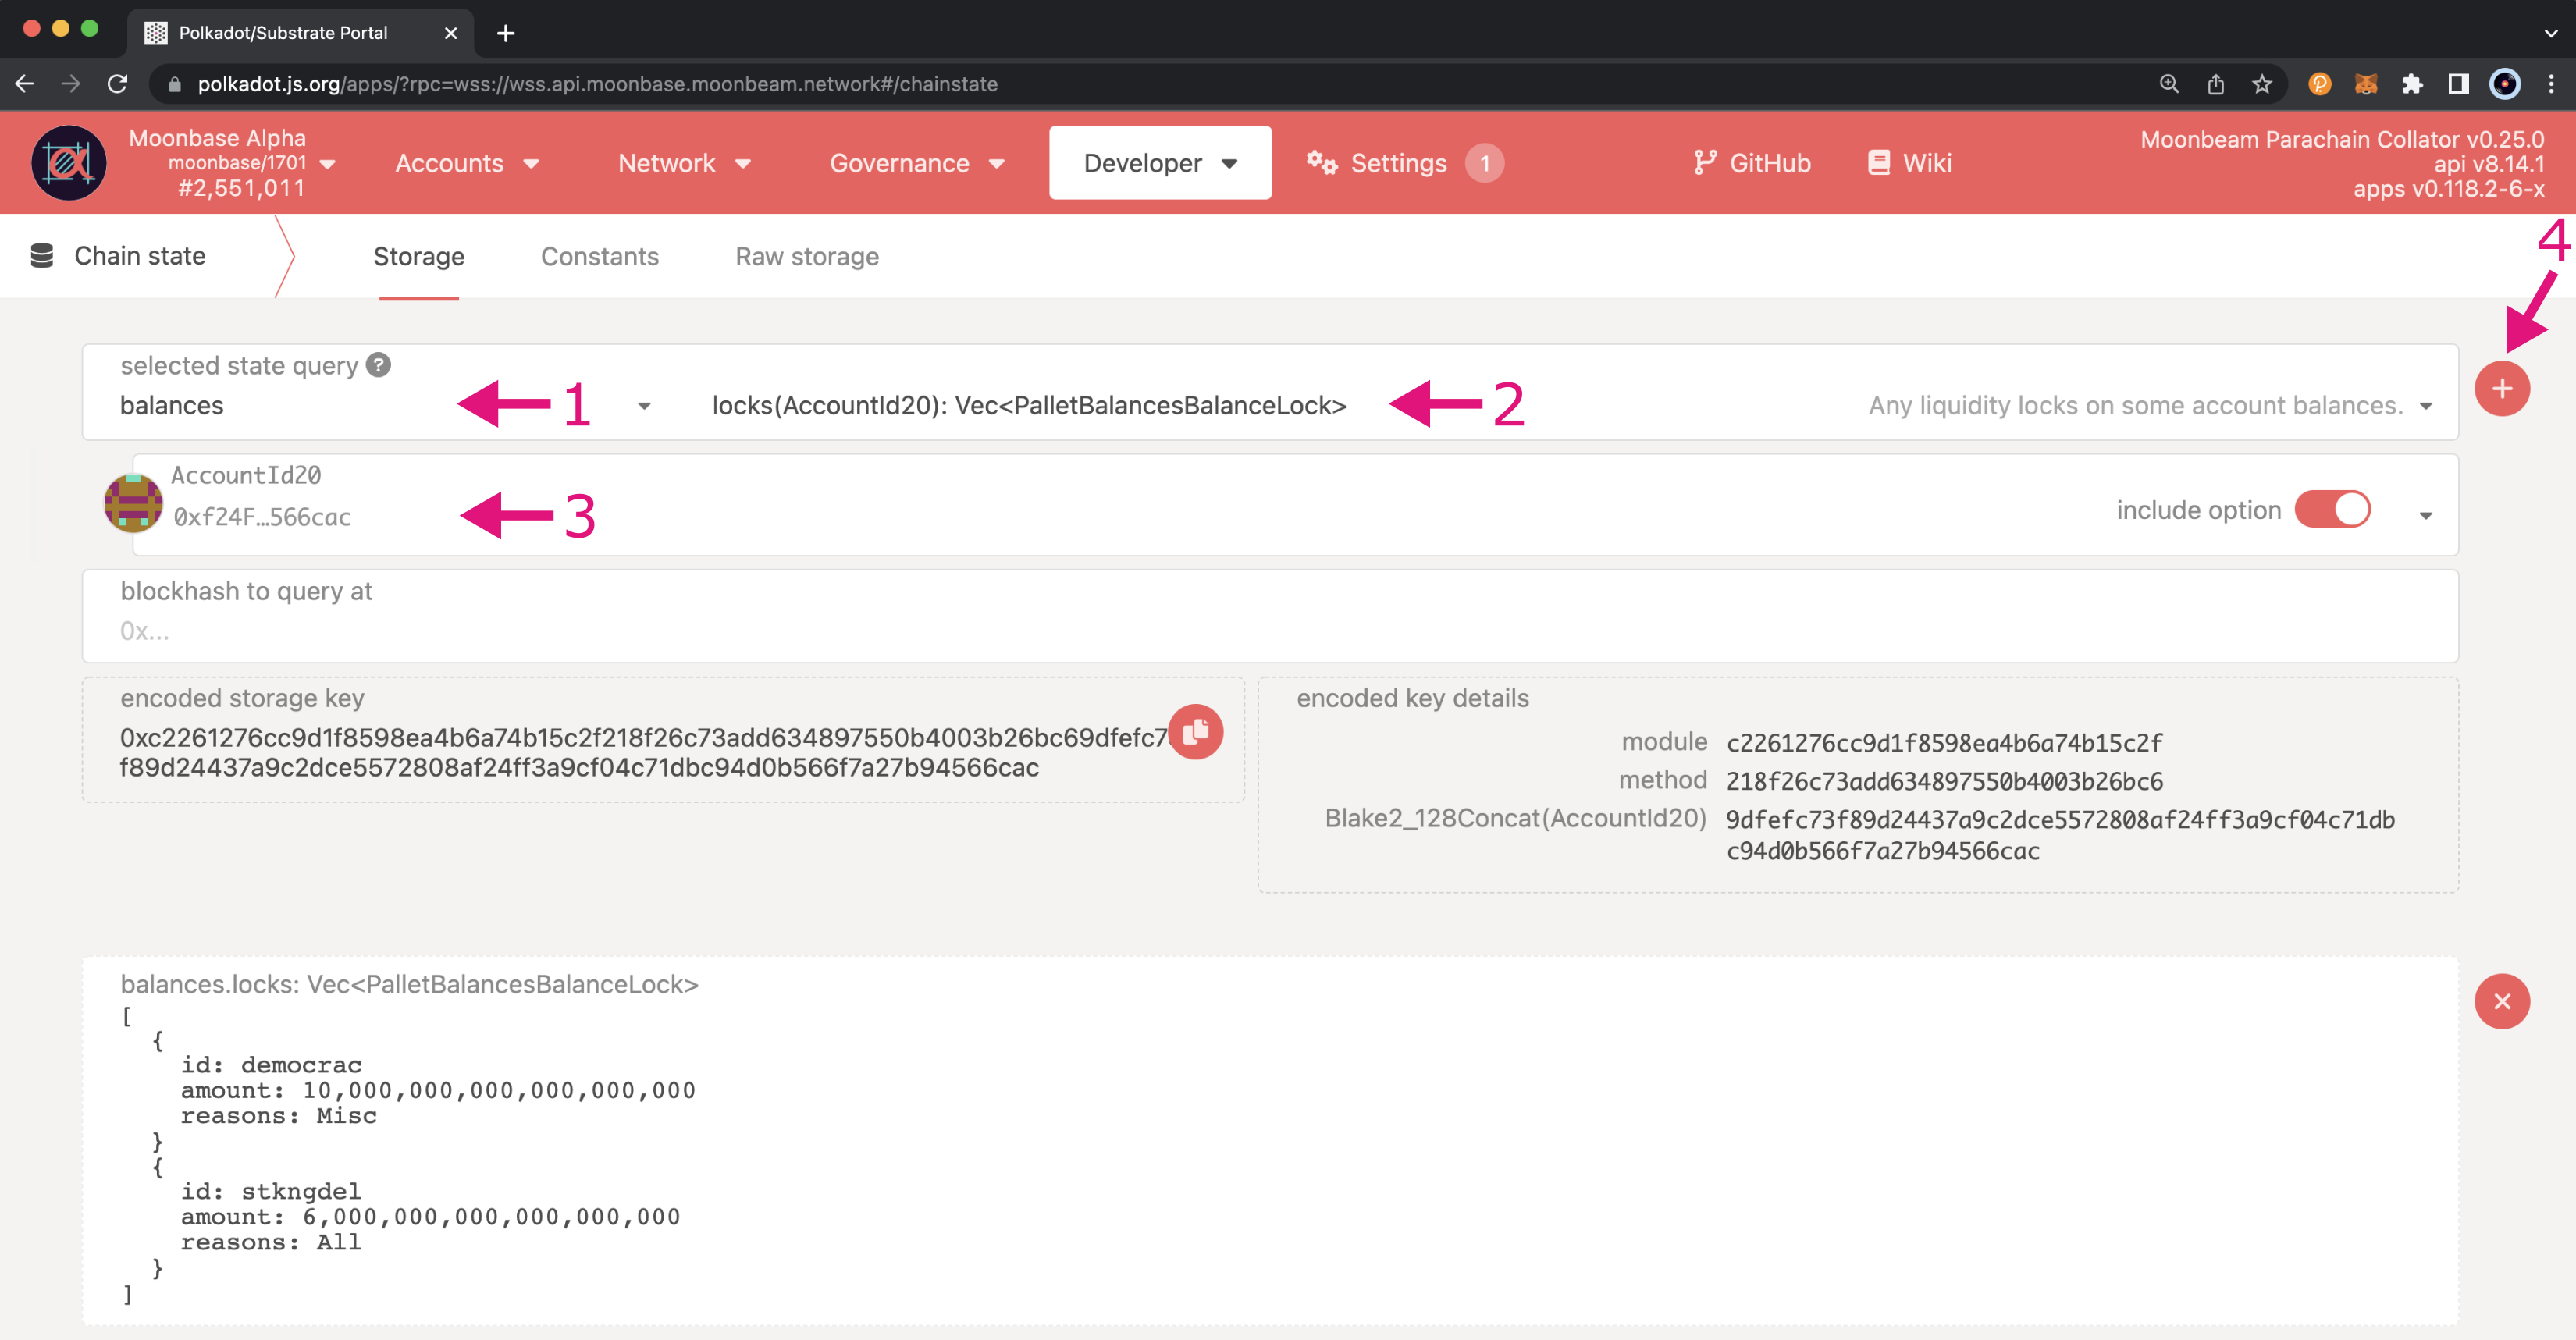 Polkadot/Substrate Portal
polkadot.js.org/apps/?rpc=wss://wss.api.moonbase.moonbeam.network#/chainstate
Moonbase Alpha
moonbase/1701
#2,551,011
Accounts
Network
Governance
Developer
Settings 1
GitHub
Wiki
Moonbeam Parachain Collator v0.25.0
api v8.14.1
apps v0.118.2-6-x
Chain state
Storage
Constants
Raw storage
4
selected state query ?
balances
1
locks(AccountId20): Vec<PalletBalancesBalanceLock>
2
Any liquidity locks on some account balances.
AccountId20
0xf24F…566cac
3
include option
blockhash to query at
0x...
encoded storage key
0xc2261276cc9d1f8598ea4b6a74b15c2f218f26c73add634897550b4003b26bc69dfefc7
f89d24437a9c2dce5572808af24ff3a9cf04c71dbc94d0b566f7a27b94566cac
encoded key details
module c2261276cc9d1f8598ea4b6a74b15c2f
method 218f26c73add634897550b4003b26bc6
Blake2_128Concat(AccountId20) 9dfefc73f89d24437a9c2dce5572808af24ff3a9cf04c71db
c94d0b566f7a27b94566cac
balances.locks: Vec<PalletBalancesBalanceLock>
[
{
id: democrac
amount: 10,000,000,000,000,000,000
reasons: Misc
}
{
id: stkngdel
amount: 6,000,000,000,000,000,000
reasons: All
}
]